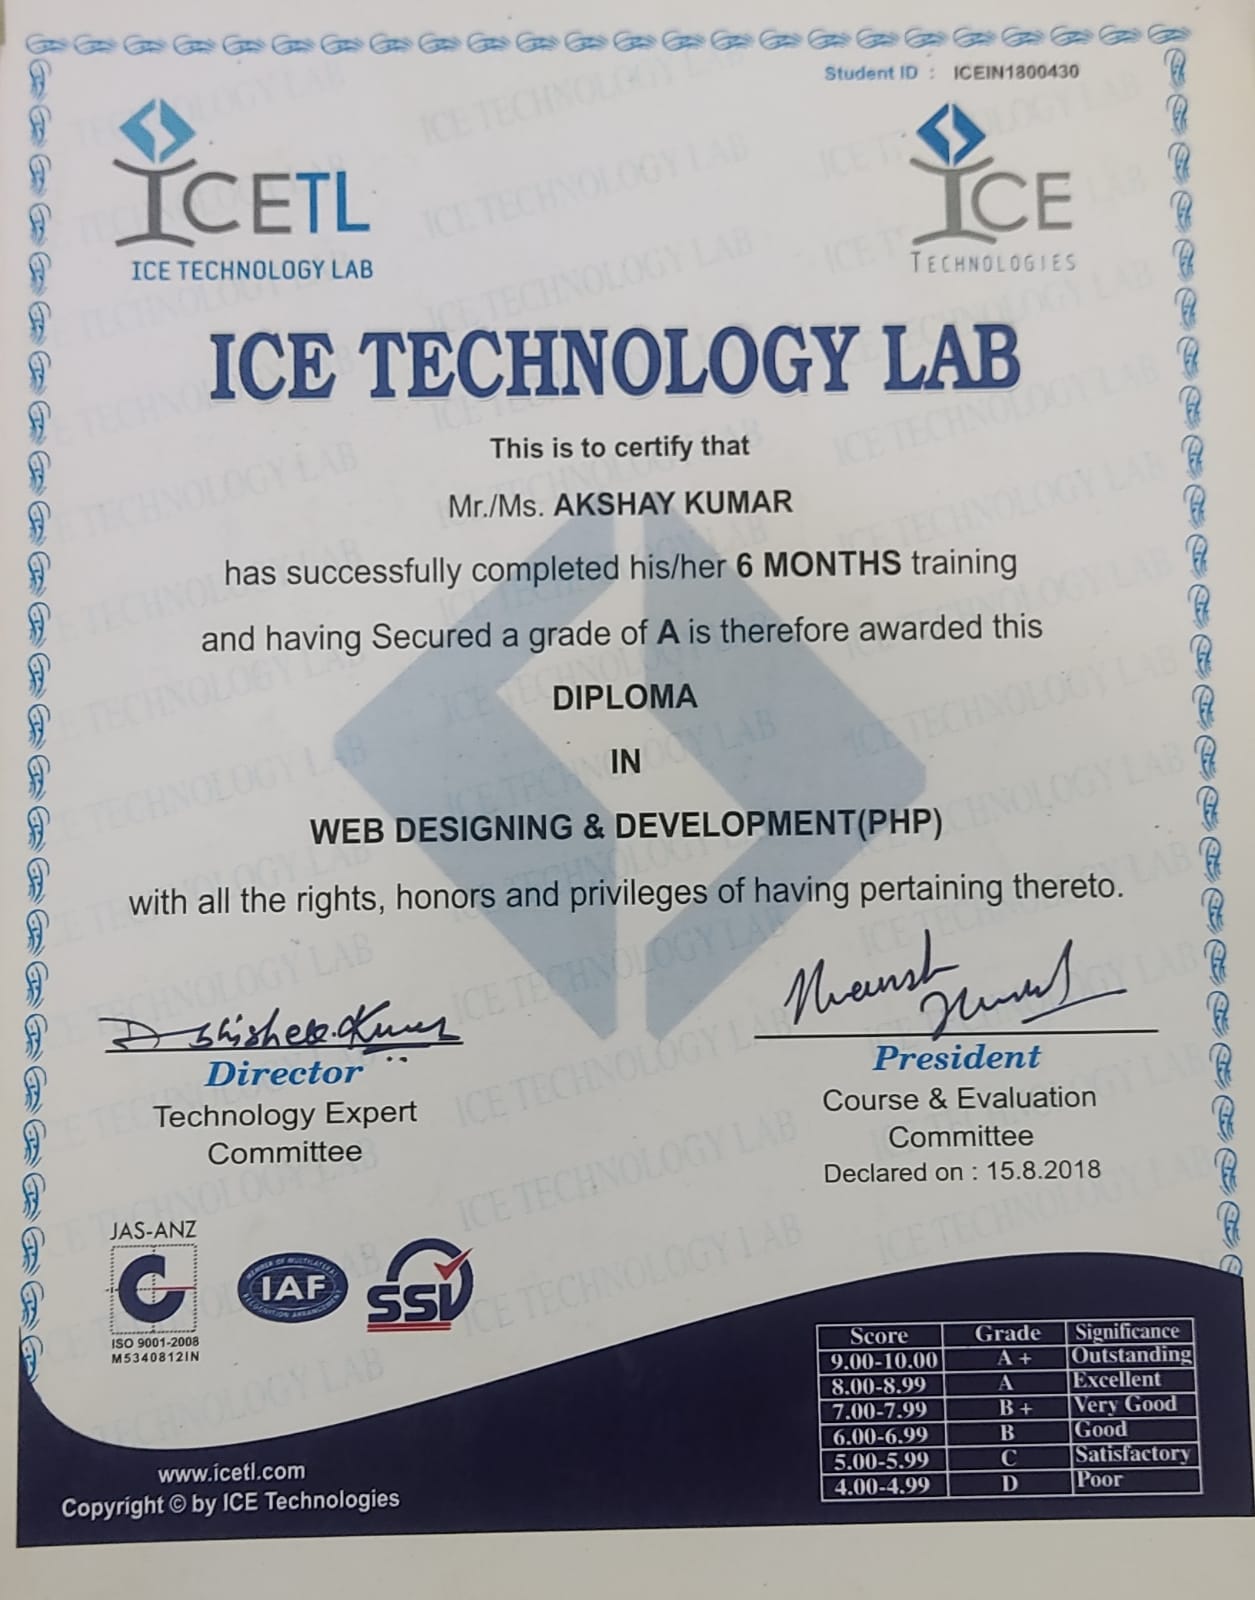 Student ID : ICEIN1800430
ICETL
ICE TECHNOLOGY LAB
ICE
TECHNOLOGIES
ICE TECHNOLOGY LAB
This is to certify that
Mr./Ms. AKSHAY KUMAR
has successfully completed his/her 6 MONTHS training
and having Secured a grade of A is therefore awarded this
DIPLOMA
IN
WEB DESIGNING & DEVELOPMENT(PHP)
with all the rights, honors and privileges of having pertaining thereto.
Director
Technology Expert
Committee
President
Course & Evaluation
Committee
Declared on : 15.8.2018
JAS-ANZ
ISO 9001-2008
M5340812IN
MEMBER OF MULTILATERAL
IAF
RECOGNITION ARRANGEMENT
SSV
Score Grade Significance
9.00-10.00 A + Outstanding
8.00-8.99 A Excellent
7.00-7.99 B + Very Good
6.00-6.99 B Good
5.00-5.99 C Satisfactory
4.00-4.99 D Poor
www.icetl.com
Copyright © by ICE Technologies